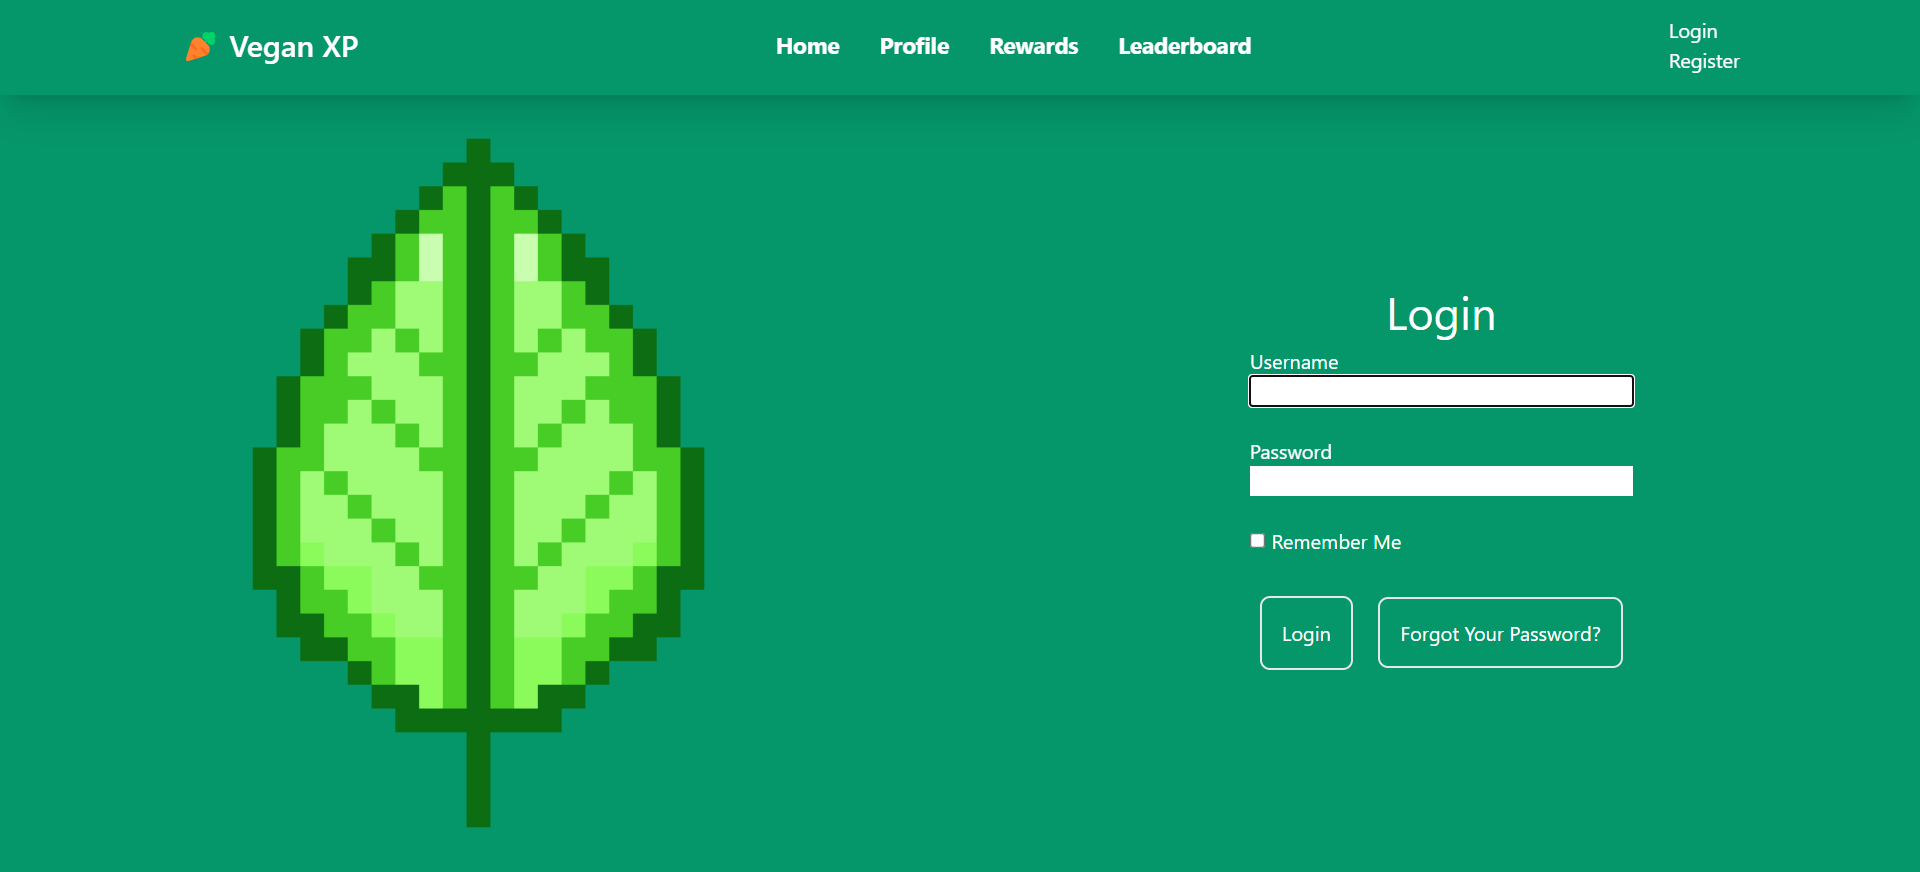 Vegan XP
Home Profile Rewards Leaderboard
Login
Register
Login
Username
Password
Remember Me
Login Forgot Your Password?